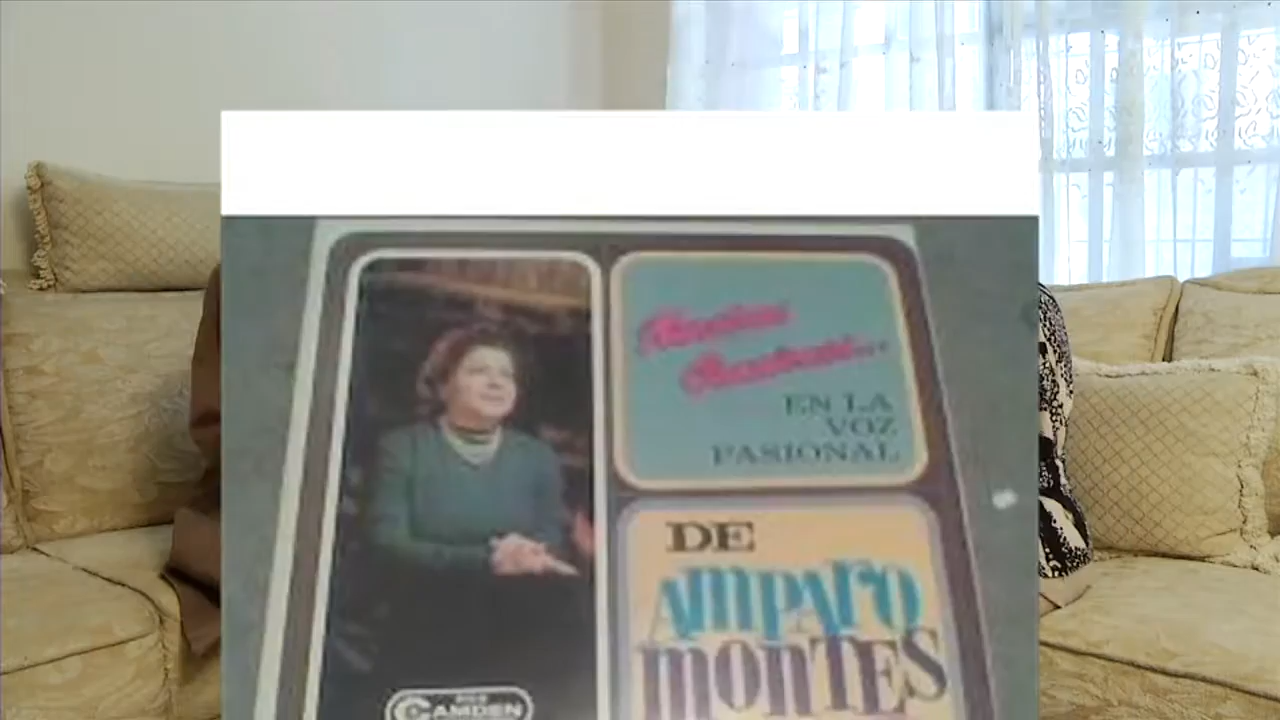 EN LA
VOZ
PASIONAL
DE
AMPARO
MONTES
CAMDEN